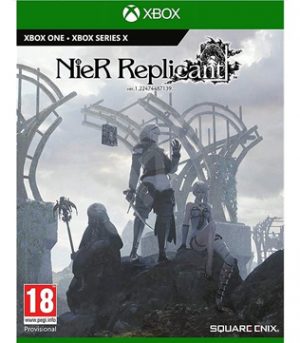 XBOX
XBOX ONE • XBOX SERIES X
NieR Replicant
ver.1.22474487139
18
www.pegi.info
Provisional
SQUARE ENIX